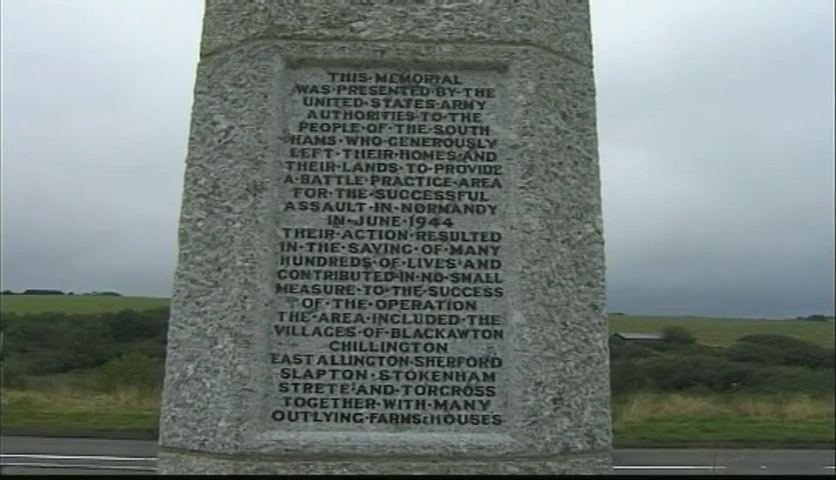 THIS·MEMORIAL
WAS·PRESENTED·BY·THE
UNITED·STATES·ARMY
AUTHORITIES·TO·THE
PEOPLE·OF·THE·SOUTH
HAMS·WHO·GENEROUSLY
LEFT·THEIR·HOMES·AND
THEIR·LANDS·TO·PROVIDE
A·BATTLE·PRACTICE·AREA
FOR·THE·SUCCESSFUL
ASSAULT·IN·NORMANDY
IN·JUNE·1944
THEIR·ACTION·RESULTED
IN·THE·SAVING·OF·MANY
HUNDREDS·OF·LIVES·AND
CONTRIBUTED·IN·NO·SMALL
MEASURE·TO·THE·SUCCESS
OF·THE·OPERATION
THE·AREA·INCLUDED·THE
VILLAGES·OF·BLACKAWTON
CHILLINGTON
EAST ALLINGTON·SHERFORD
SLAPTON·STOKENHAM
STRETE·AND·TORCROSS
TOGETHER·WITH·MANY
OUTLYING·FARMS&HOUSES